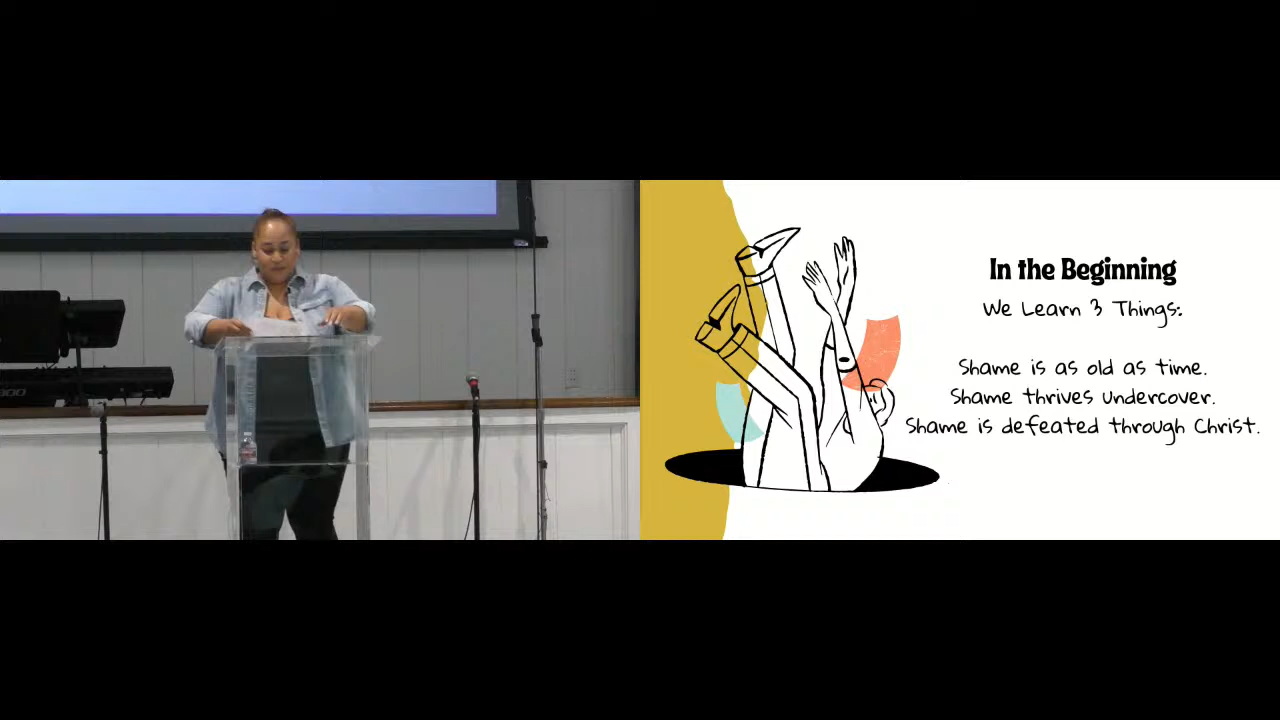 In the Beginning
We Learn 3 Things:
Shame is as old as time.
Shame thrives undercover.
Shame is defeated through Christ.